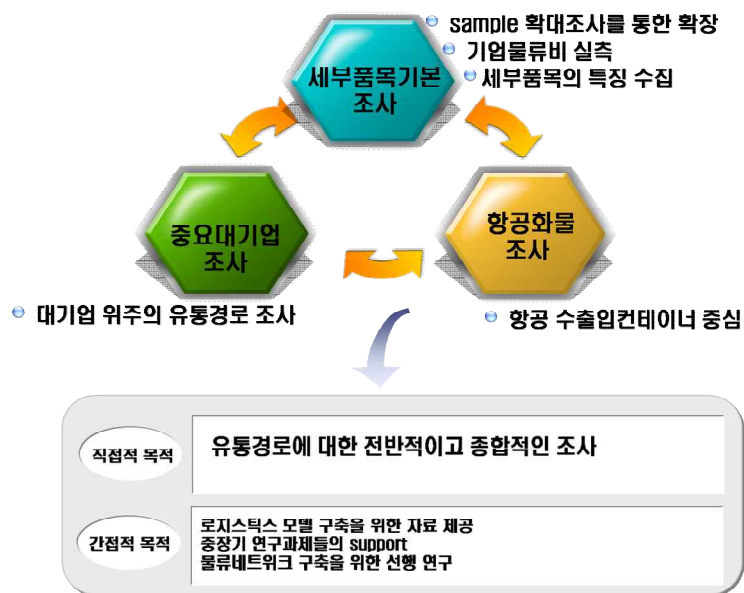 sample 확대조사를 통한 확장
기업물류비 실측
세부품목의 특징 수집
세부품목기본
조사
중요대기업
조사
항공화물
조사
대기업 위주의 유통경로 조사
항공 수출입컨테이너 중심
직접적 목적
유통경로에 대한 전반적이고 종합적인 조사
간접적 목적
로지스틱스 모델 구축을 위한 자료 제공
중장기 연구과제들의 support
물류네트워크 구축을 위한 선행 연구